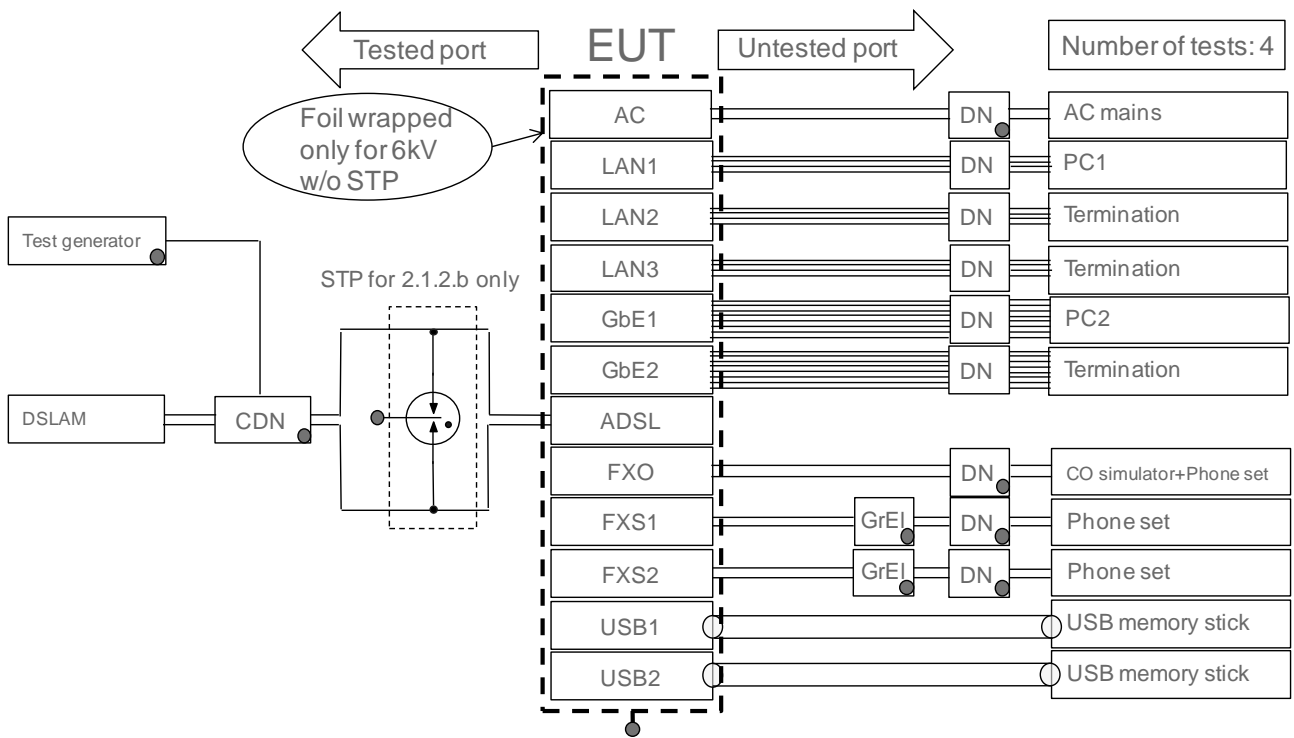 Tested port
EUT
Untested port
Number of tests: 4
Foil wrapped
only for 6kV
w/o STP
AC
DN
AC mains
LAN1
DN
PC1
LAN2
DN
Termination
Test generator
LAN3
DN
Termination
STP for 2.1.2.b only
GbE1
DN
PC2
GbE2
DN
Termination
DSLAM
CDN
ADSL
FXO
DN
CO simulator+Phone set
FXS1
GrEl
DN
Phone set
FXS2
GrEl
DN
Phone set
USB1
USB memory stick
USB2
USB memory stick